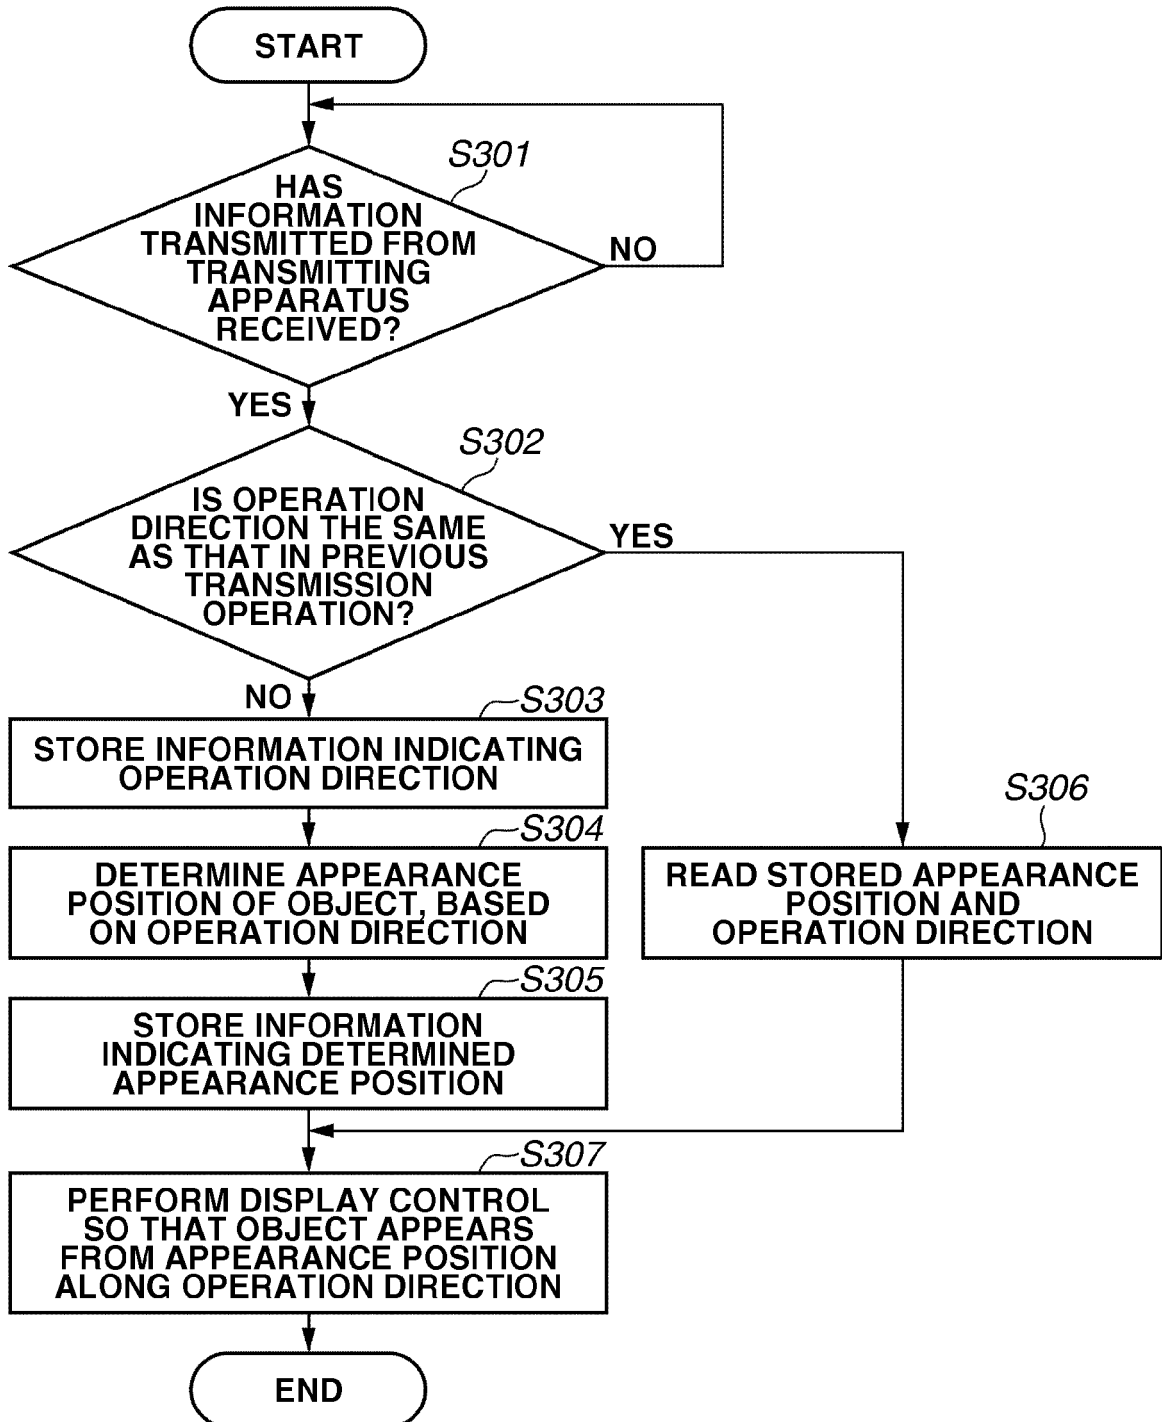 START
S301
HAS
INFORMATION
TRANSMITTED FROM
TRANSMITTING
APPARATUS
RECEIVED?
NO
YES
S302
IS OPERATION
DIRECTION THE SAME
AS THAT IN PREVIOUS
TRANSMISSION
OPERATION?
YES
NO
S303
STORE INFORMATION INDICATING
OPERATION DIRECTION
S304
DETERMINE APPEARANCE
POSITION OF OBJECT, BASED
ON OPERATION DIRECTION
S306
READ STORED APPEARANCE
POSITION AND
OPERATION DIRECTION
S305
STORE INFORMATION
INDICATING DETERMINED
APPEARANCE POSITION
S307
PERFORM DISPLAY CONTROL
SO THAT OBJECT APPEARS
FROM APPEARANCE POSITION
ALONG OPERATION DIRECTION
END